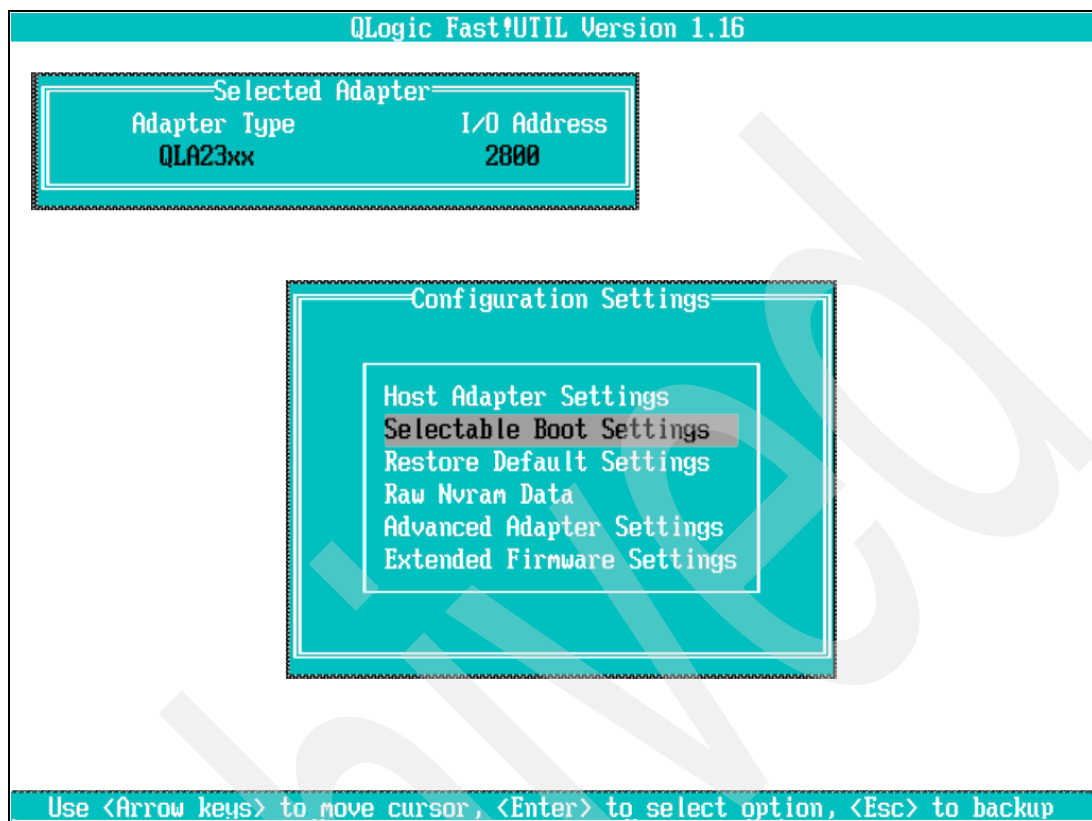 QLogic Fast!UTIL Version 1.16
Selected Adapter
Adapter Type I/O Address
QLA23xx 2800
Configuration Settings
Host Adapter Settings
Selectable Boot Settings
Restore Default Settings
Raw Nvram Data
Advanced Adapter Settings
Extended Firmware Settings
Use <Arrow keys> to move cursor, <Enter> to select option, <Esc> to backup